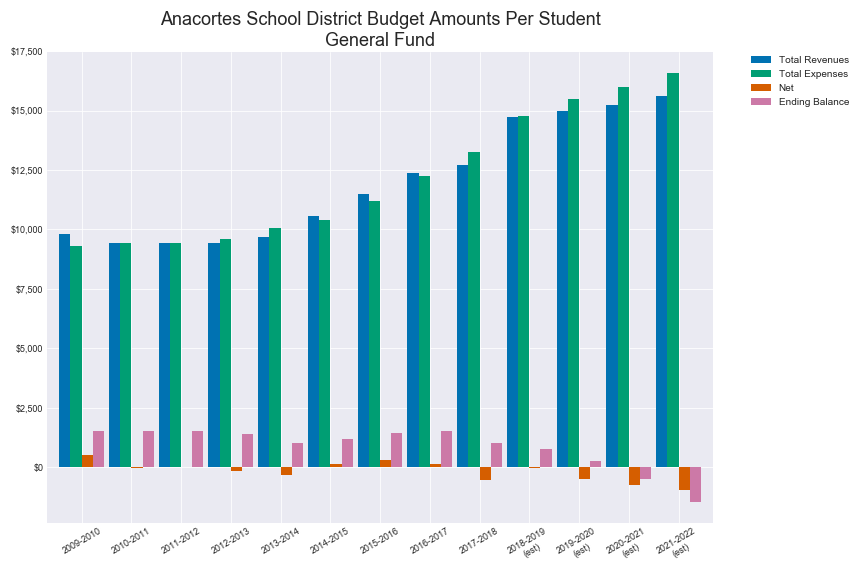 Anacortes School District Budget Amounts Per Student
General Fund
Total Revenues
Total Expenses
Net
Ending Balance
$17,500
$15,000
$12,500
$10,000
$7,500
$5,000
$2,500
$0
2009-2010
2010-2011
2011-2012
2012-2013
2013-2014
2014-2015
2015-2016
2016-2017
2017-2018
2018-2019
(est)
2019-2020
(est)
2020-2021
(est)
2021-2022
(est)